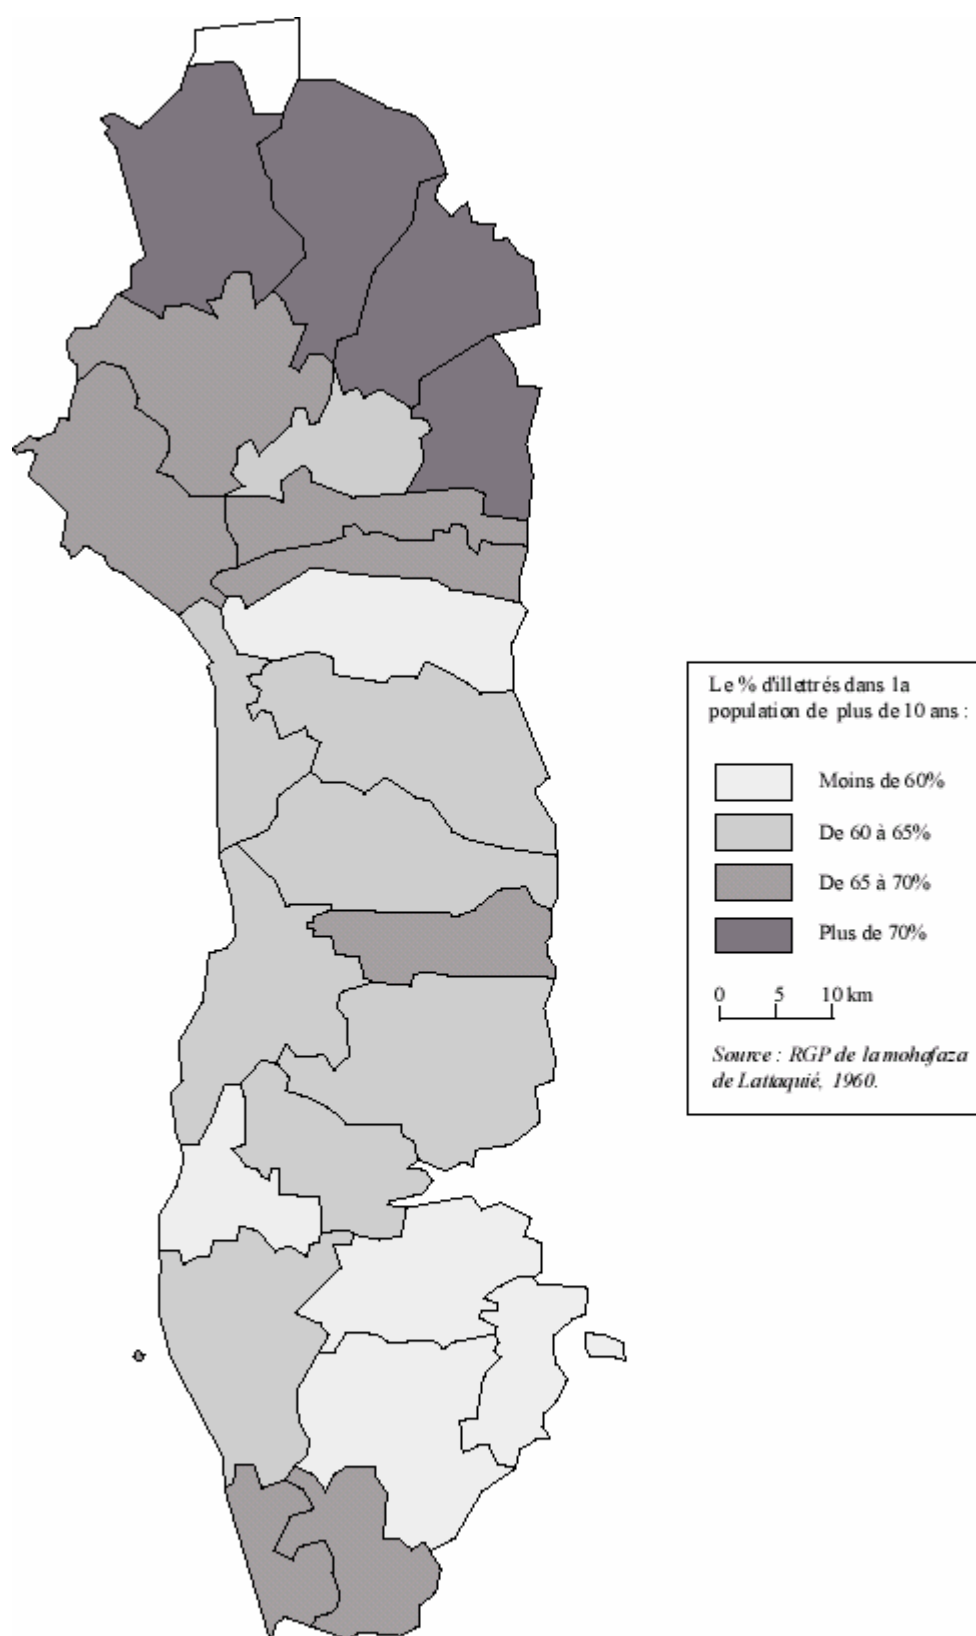 Le % d'illettrés dans la
population de plus de 10 ans :
Moins de 60%
De 60 à 65%
De 65 à 70%
Plus de 70%
0 5 10 km
Source : RGP de la mohafaza
de Lattaquié, 1960.